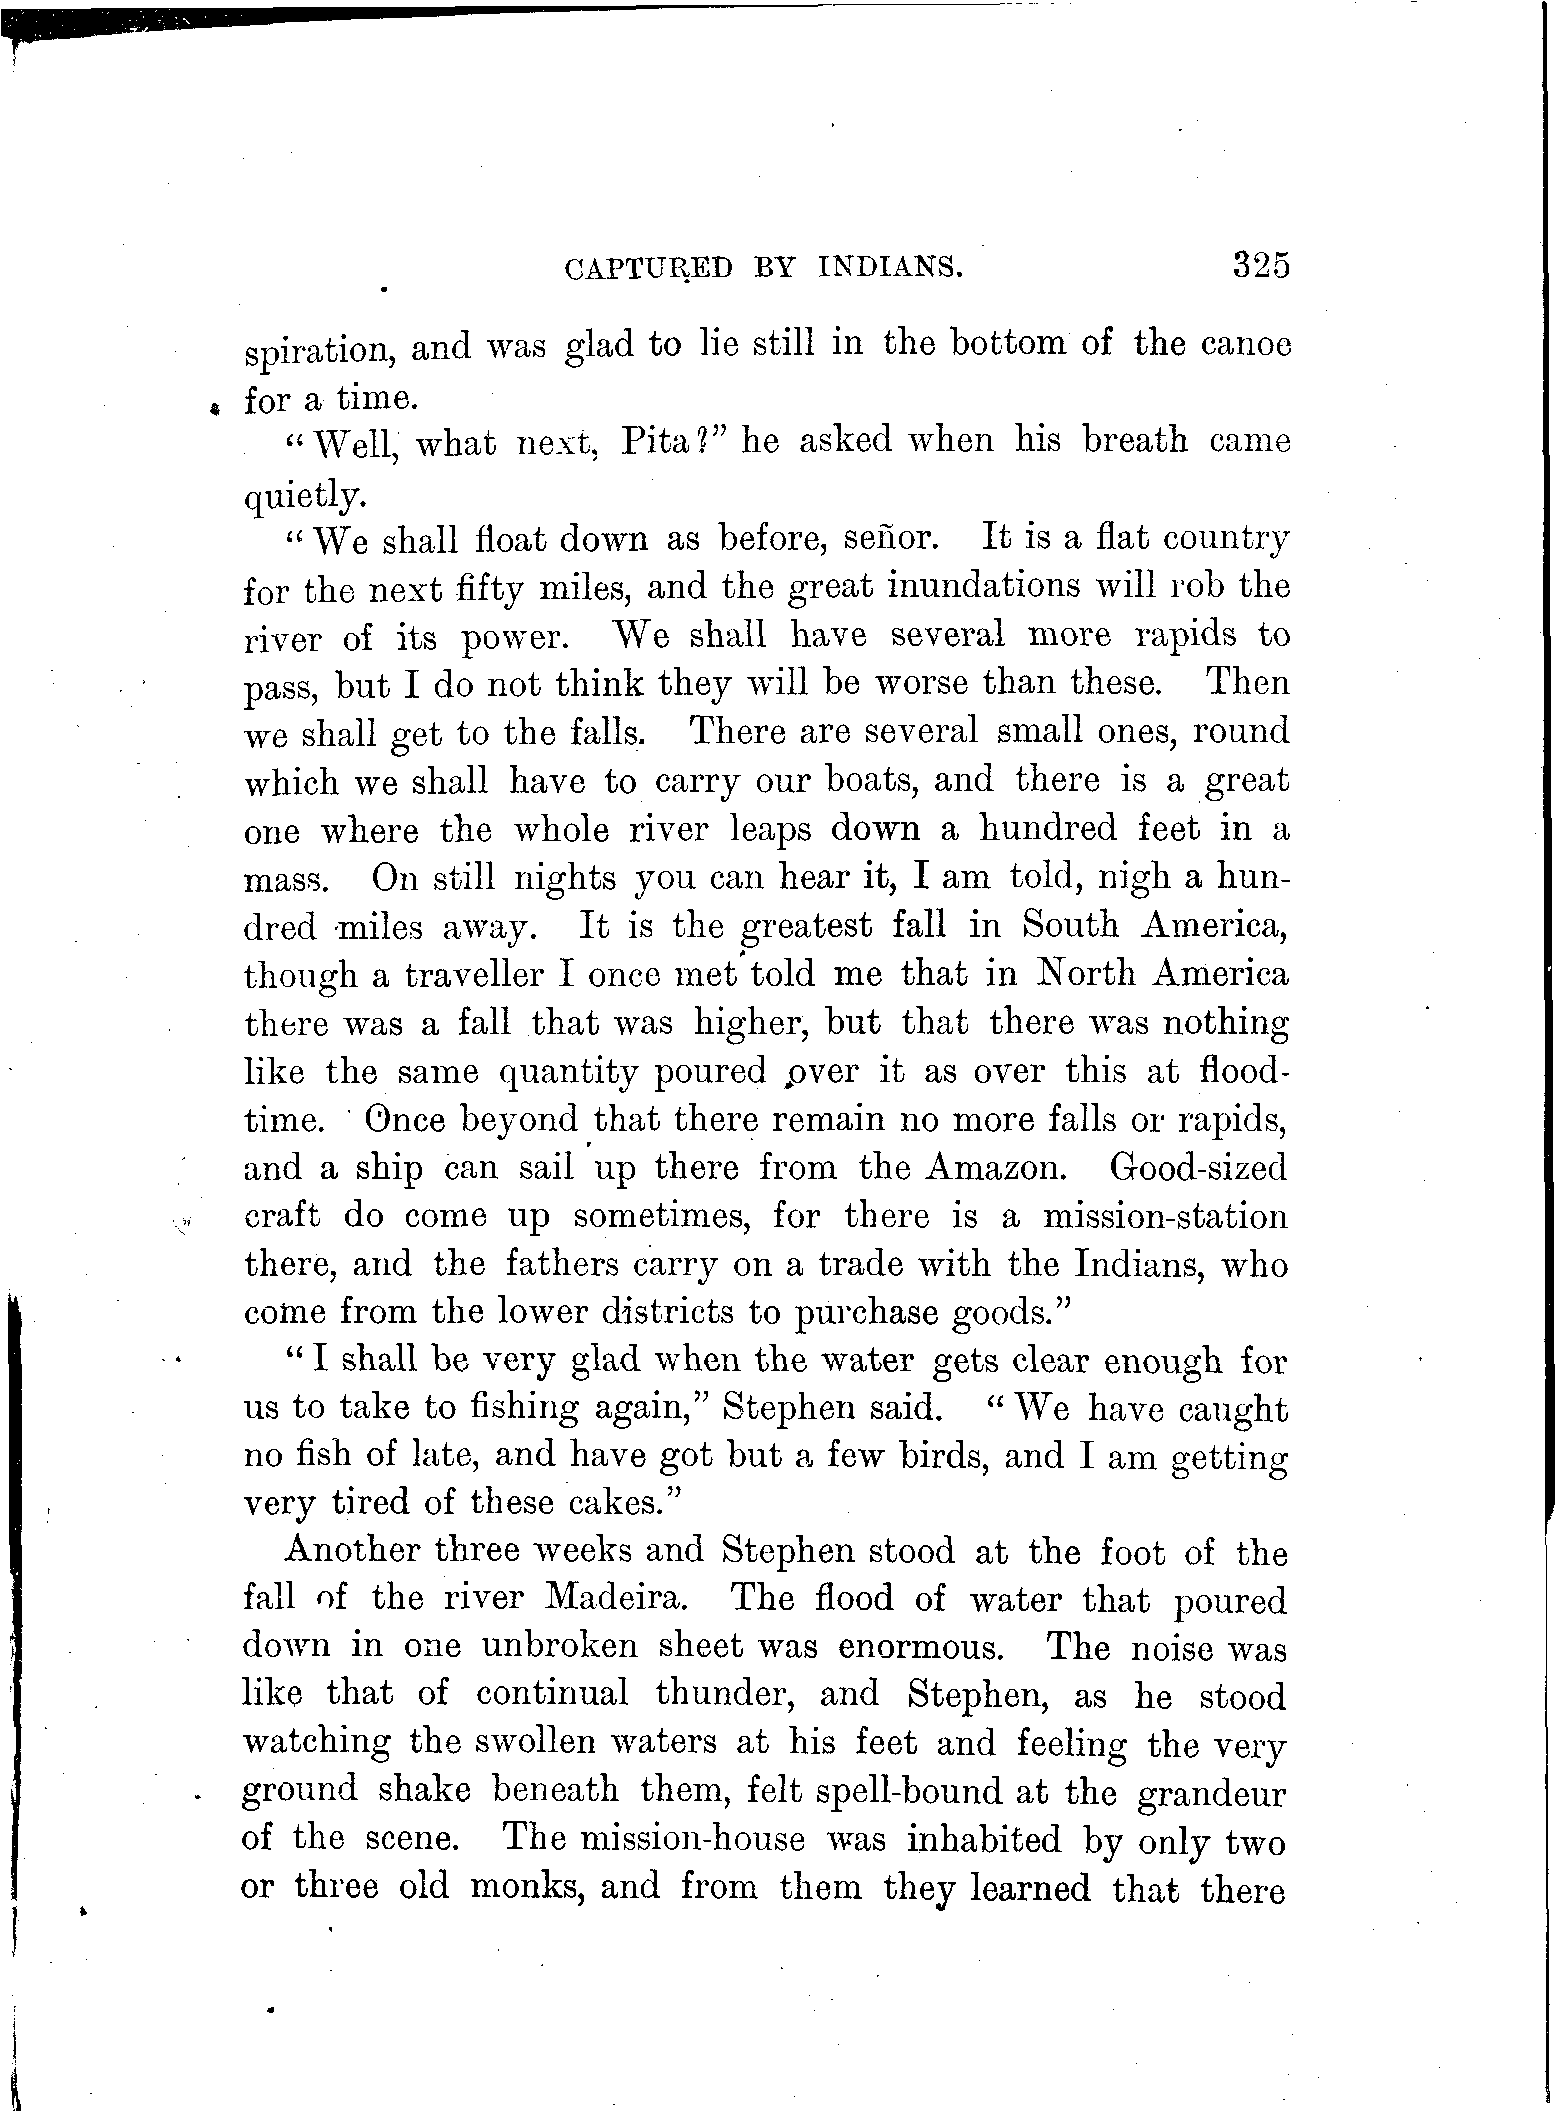 CAPTURED BY INDIANS. 325
spiration, and was glad to lie still in the bottom of the canoe
for a time.
"Well, what next, Pita?" he asked when his breath came
quietly.
"We shall float down as before, señor. It is a flat country
for the next fifty miles, and the great inundations will rob the
river of its power. We shall have several more rapids to
pass, but I do not think they will be worse than these. Then
we shall get to the falls. There are several small ones, round
which we shall have to carry our boats, and there is a great
one where the whole river leaps down a hundred feet in a
mass. On still nights you can hear it, I am told, nigh a hun-
dred miles away. It is the greatest fall in South America,
though a traveller I once met told me that in North America
there was a fall that was higher, but that there was nothing
like the same quantity poured over it as over this at flood-
time. Once beyond that there remain no more falls or rapids,
and a ship can sail up there from the Amazon. Good-sized
craft do come up sometimes, for there is a mission-station
there, and the fathers carry on a trade with the Indians, who
come from the lower districts to purchase goods."
"I shall be very glad when the water gets clear enough for
us to take to fishing again," Stephen said. "We have caught
no fish of late, and have got but a few birds, and I am getting
very tired of these cakes."
Another three weeks and Stephen stood at the foot of the
fall of the river Madeira. The flood of water that poured
down in one unbroken sheet was enormous. The noise was
like that of continual thunder, and Stephen, as he stood
watching the swollen waters at his feet and feeling the very
ground shake beneath them, felt spell-bound at the grandeur
of the scene. The mission-house was inhabited by only two
or three old monks, and from them they learned that there